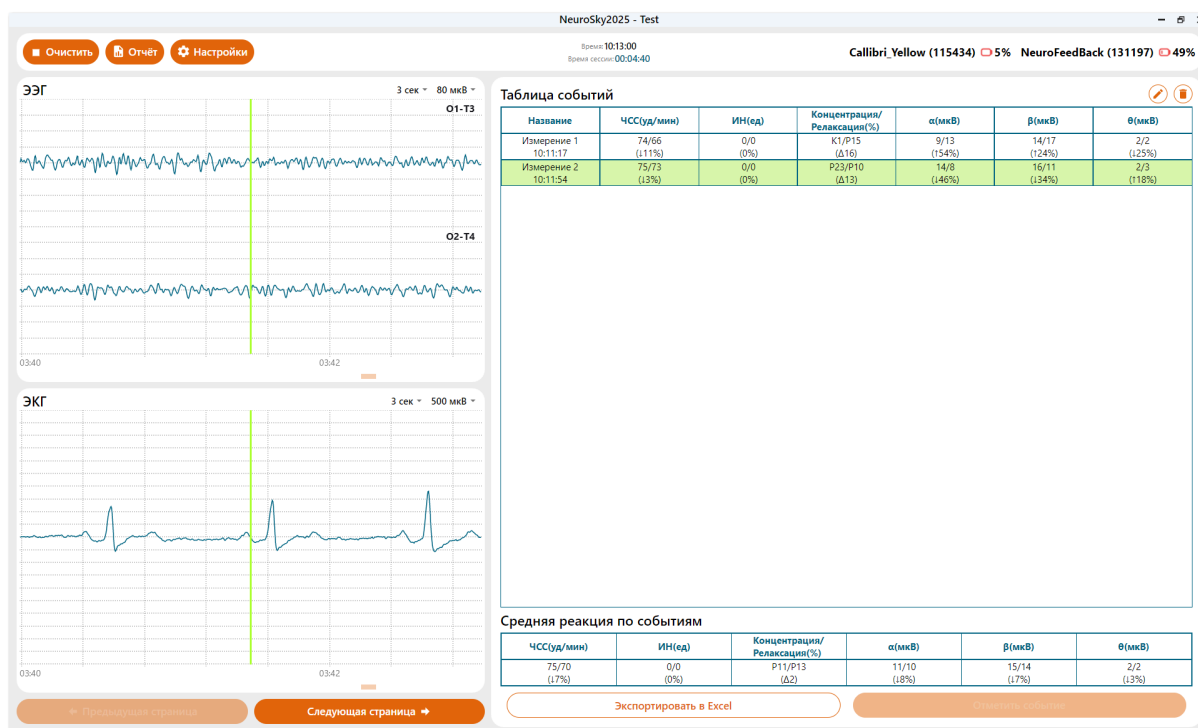 NeuroSky2025 - Test
Очистить
Отчёт
Настройки
Время: 10:13:00
Время сессии: 00:04:40
Callibri_Yellow (115434) 5% NeuroFeedBack (131197) 49%
ЭЭГ
3 сек
80 мкВ
O1-T3
O2-T4
03:40
03:42
ЭКГ
3 сек
500 мкВ
03:40
03:42
Предыдущая страница
Следующая страница
Таблица событий
Название
ЧСС(уд/мин)
ИН(ед)
Концентрация/
Релаксация(%)
α(мкВ)
β(мкВ)
θ(мкВ)
Измерение 1 74/66 0/0 К1/Р15 9/13 14/17 2/2
10:11:17 (↓11%) (0%) (Δ16) (↑54%) (↑24%) (↓25%)
Измерение 2 75/73 0/0 Р23/Р10 14/8 16/11 2/3
10:11:54 (↓3%) (0%) (Δ13) (↓46%) (↓34%) (↑18%)
Средняя реакция по событиям
ЧСС(уд/мин)
ИН(ед)
Концентрация/
Релаксация(%)
α(мкВ)
β(мкВ)
θ(мкВ)
75/70 0/0 Р11/Р13 11/10 15/14 2/2
(↓7%) (0%) (Δ2) (↓8%) (↓7%) (↓3%)
Экспортировать в Excel
Отметить событие